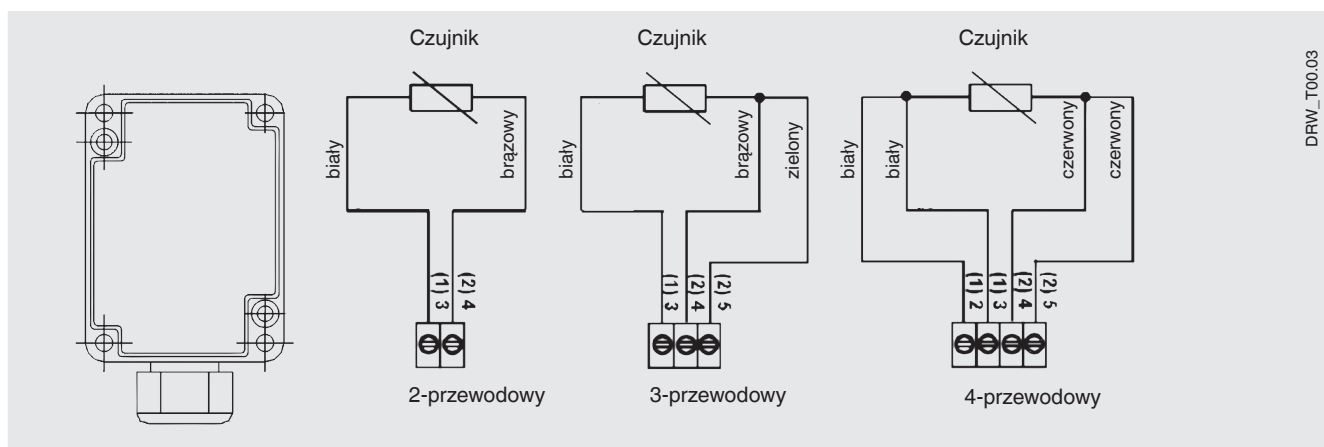 Czujnik
biały
brązowy
(1) 3
(2) 4
2-przewodowy
Czujnik
biały
brązowy
zielony
(1) 3
(2) 4
(2) 5
3-przewodowy
Czujnik
biały
biały
czerwony
czerwony
(1) 2
(1) 3
(2) 4
(2) 5
4-przewodowy
DRW_T00.03